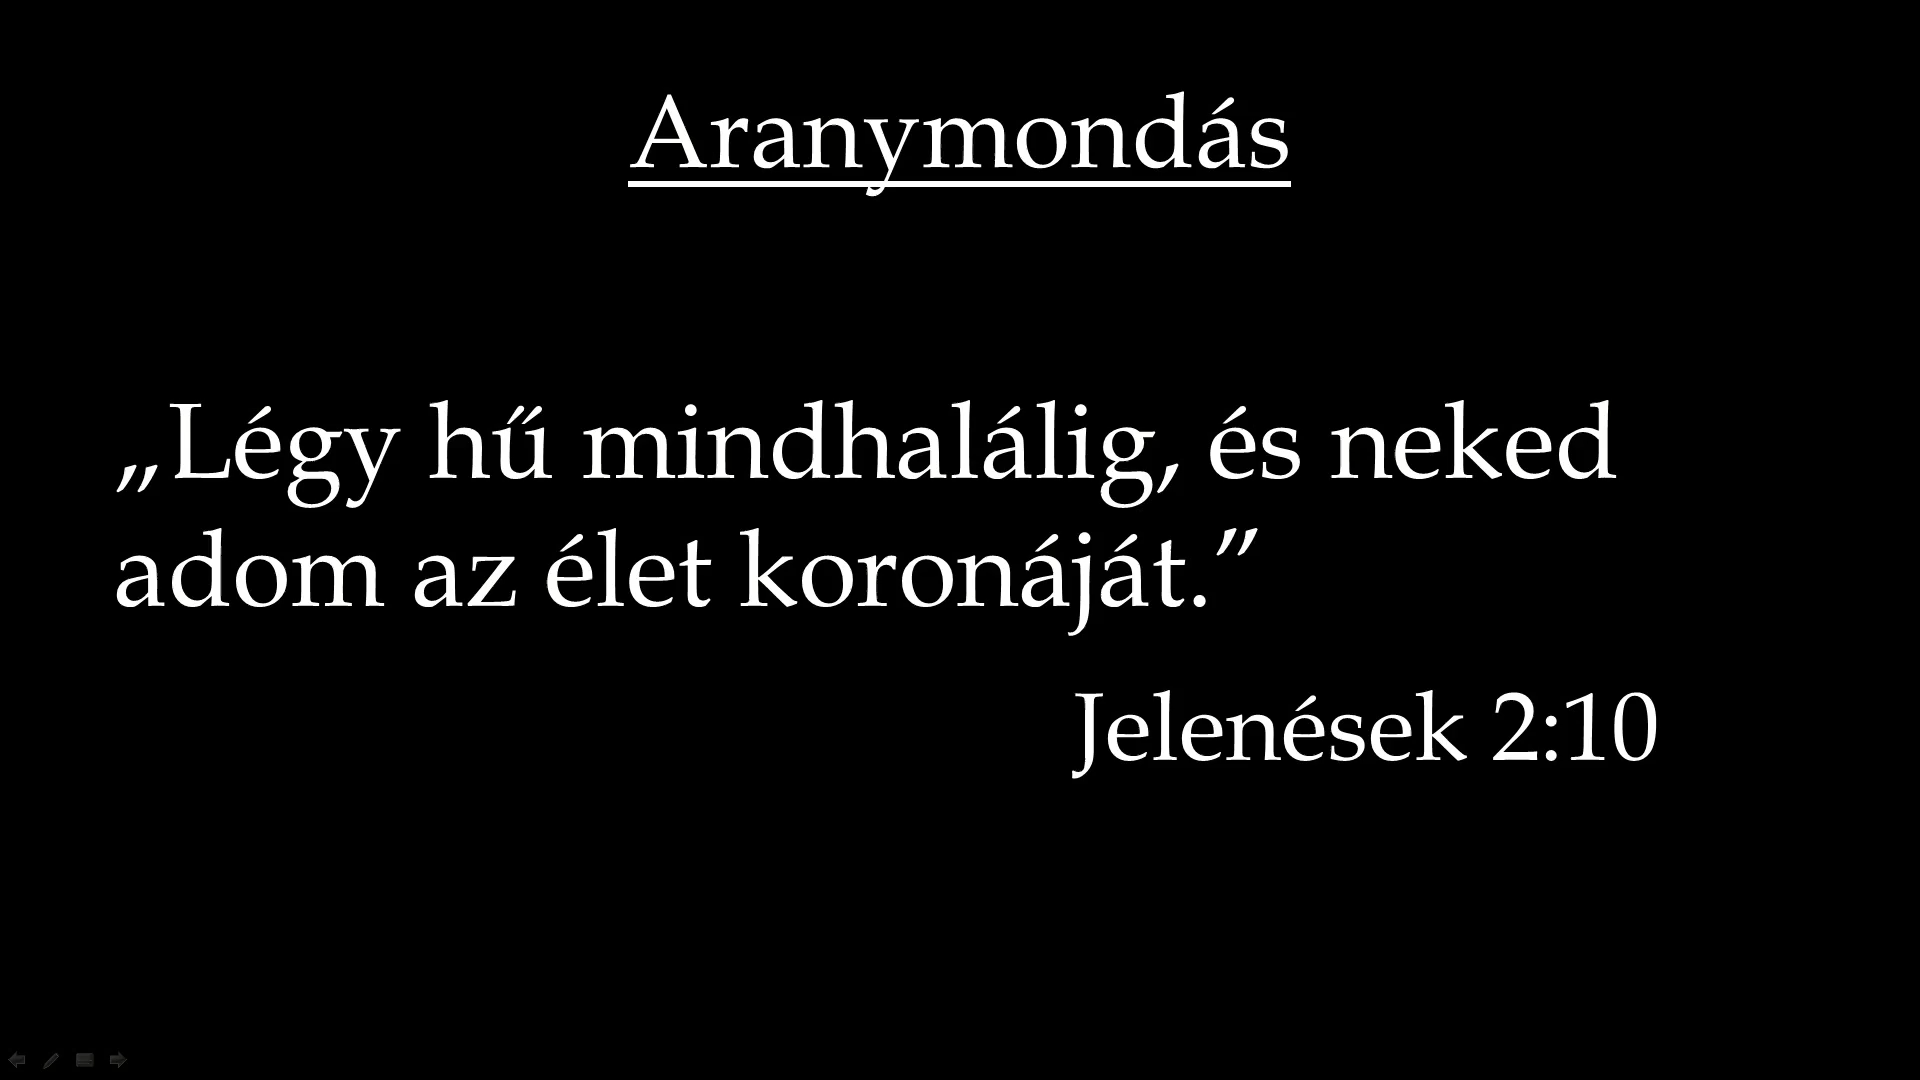 Aranymondás
„Légy hű mindhalálig, és neked
adom az élet koronáját.”
Jelenések 2:10